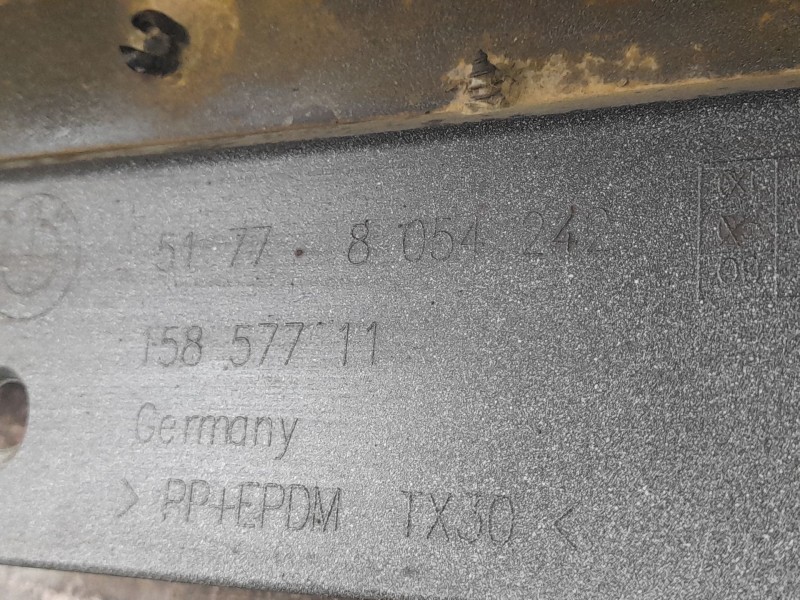 51 77 . 8 054 242
158 577 11
Germany
> PP+EPDM TX30 <